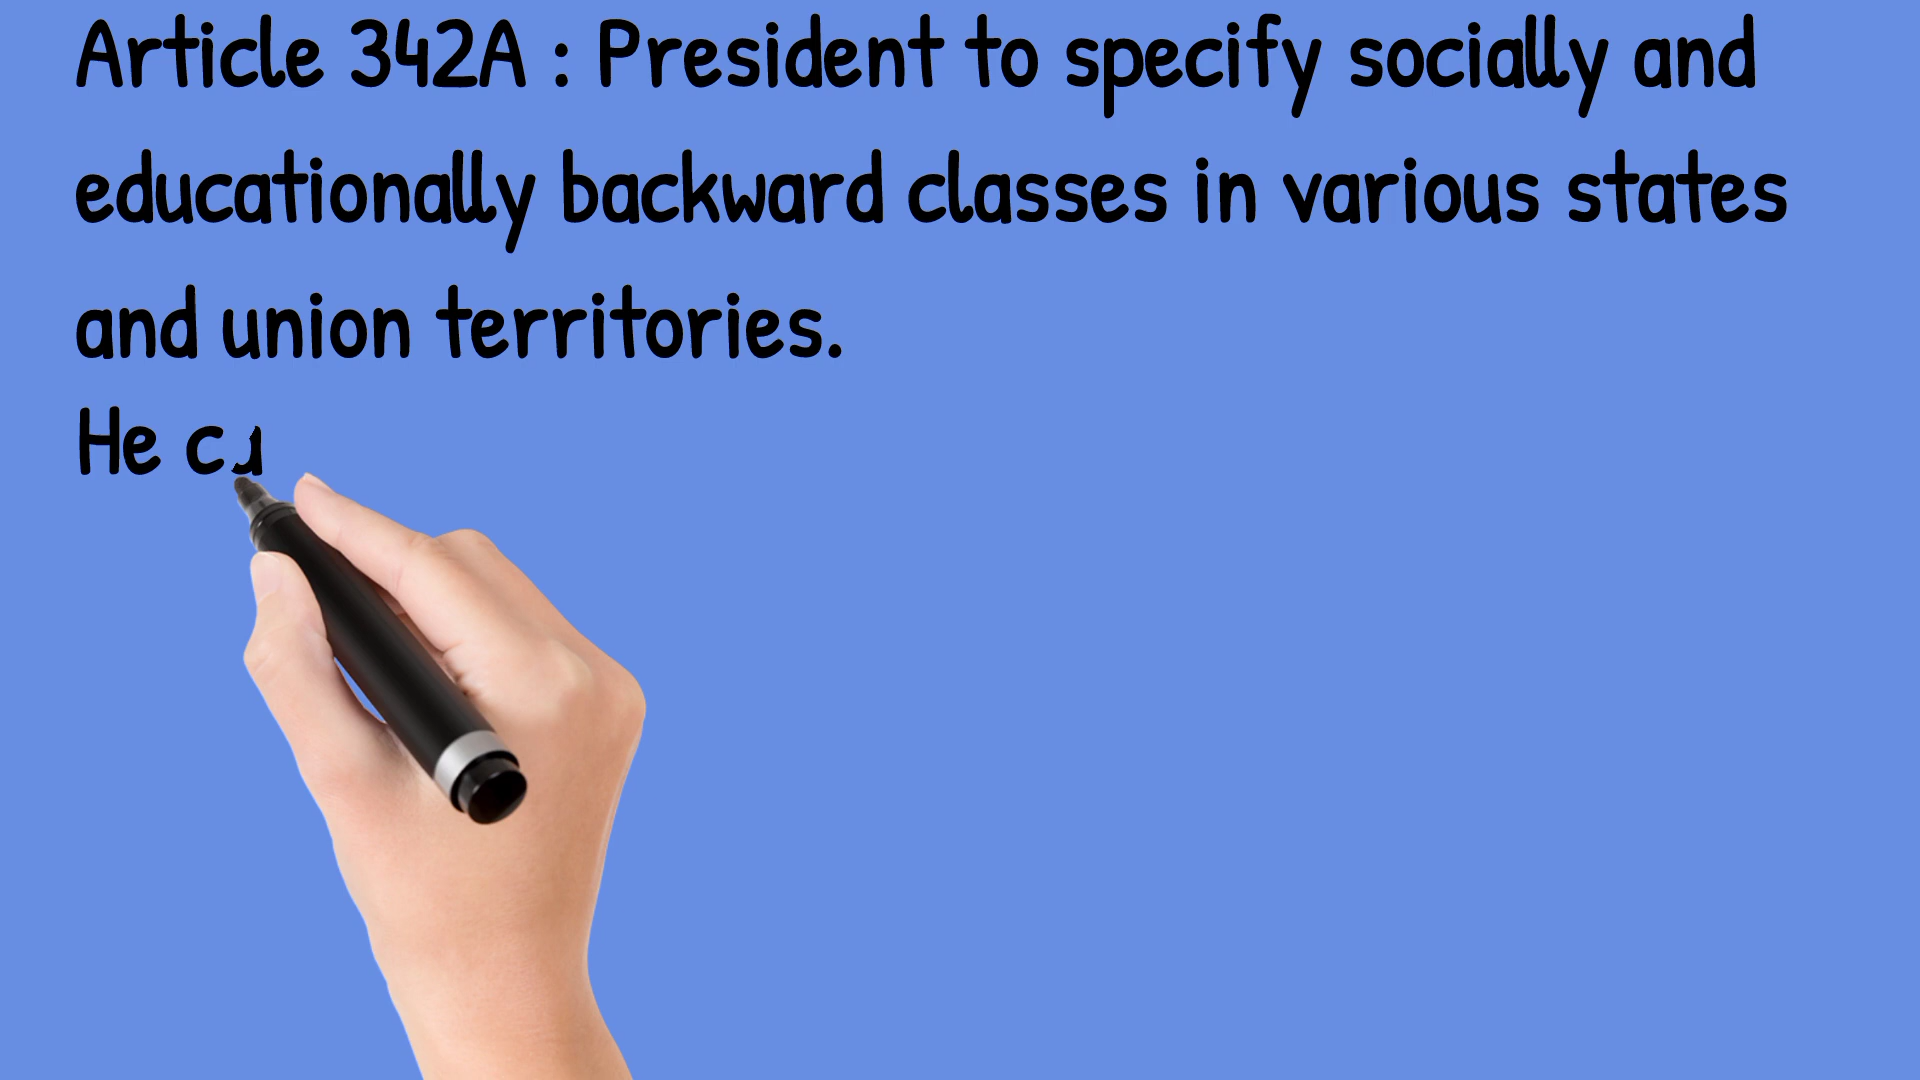 Article 342A : President to specify socially and
educationally backward classes in various states
and union territories.
He